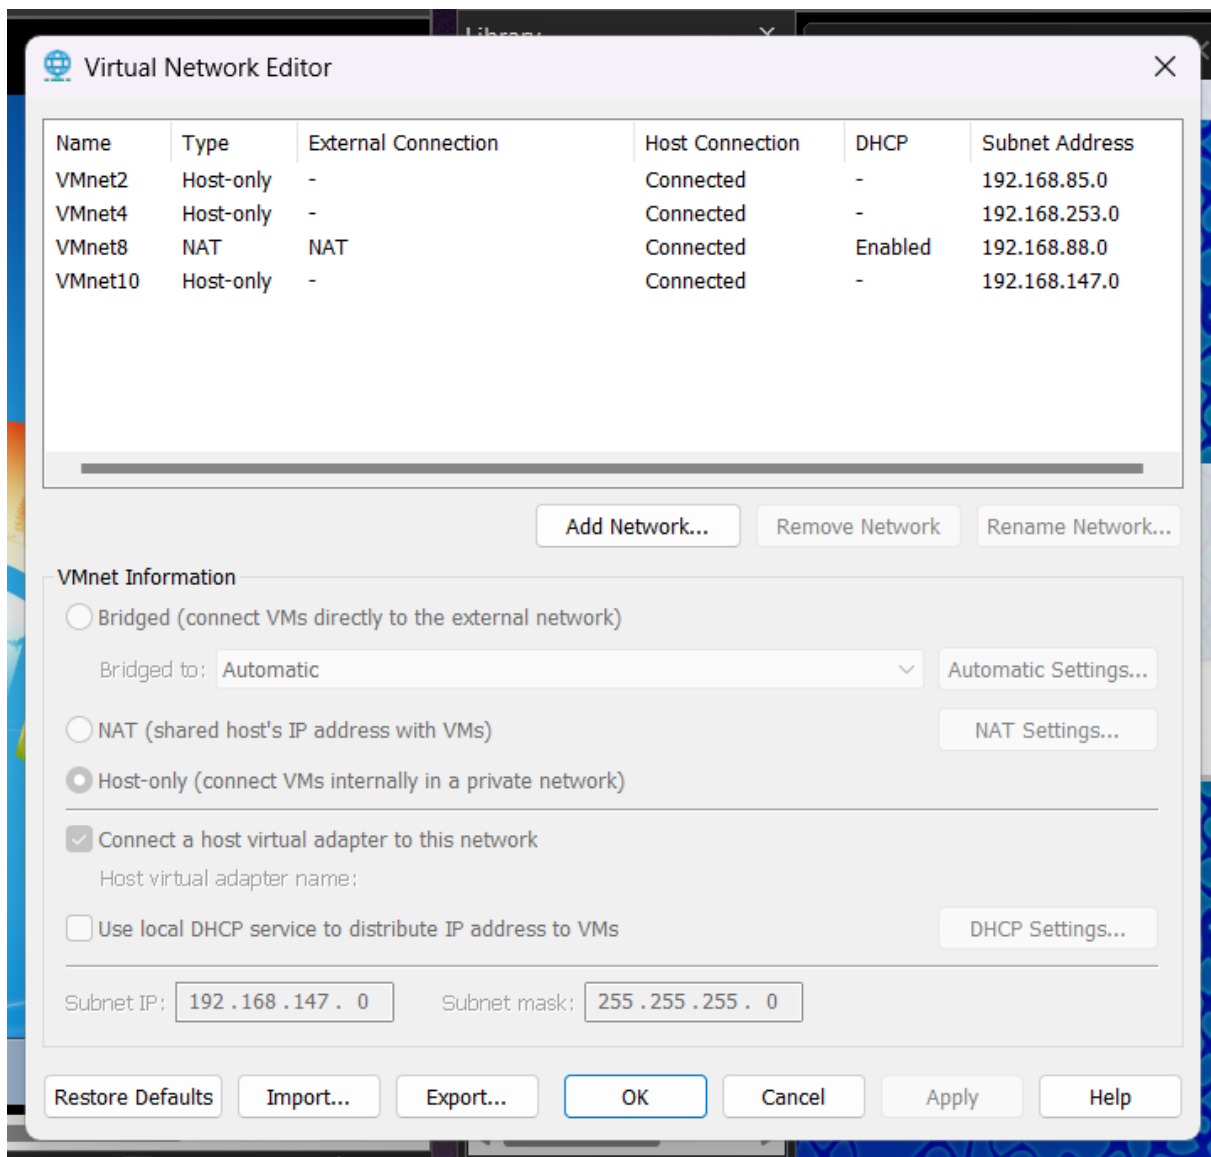 Library
Virtual Network Editor
Name Type External Connection Host Connection DHCP Subnet Address
VMnet2 Host-only - Connected - 192.168.85.0
VMnet4 Host-only - Connected - 192.168.253.0
VMnet8 NAT NAT Connected Enabled 192.168.88.0
VMnet10 Host-only - Connected - 192.168.147.0
Add Network... Remove Network Rename Network...
VMnet Information
Bridged (connect VMs directly to the external network)
Bridged to: Automatic Automatic Settings...
NAT (shared host's IP address with VMs) NAT Settings...
Host-only (connect VMs internally in a private network)
Connect a host virtual adapter to this network
Host virtual adapter name:
Use local DHCP service to distribute IP address to VMs DHCP Settings...
Subnet IP: 192 . 168 . 147 . 0 Subnet mask: 255 . 255 . 255 . 0
Restore Defaults Import... Export... OK Cancel Apply Help